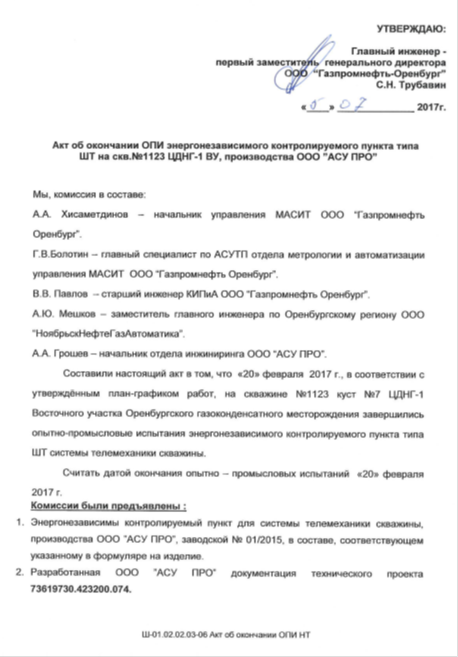 УТВЕРЖДАЮ:
Главный инженер -
первый заместитель генерального директора
ООО "Газпромнефть-Оренбург"
С.Н. Трубавин
« » 07 2017г.
Акт об окончании ОПИ энергонезависимого контролируемого пункта типа
ШТ на скв.№1123 ЦДНГ-1 ВУ, производства ООО "АСУ ПРО"
Мы, комиссия в составе:
А.А. Хисаметдинов – начальник управления МАСИТ ООО "Газпромнефть
Оренбург".
Г.В.Болотин – главный специалист по АСУТП отдела метрологии и автоматизации
управления МАСИТ ООО "Газпромнефть Оренбург".
В.В. Павлов – старший инженер КИПиА ООО "Газпромнефть Оренбург".
А.Ю. Мешков – заместитель главного инженера по Оренбургскому региону ООО
"НоябрьскНефтеГазАвтоматика".
А.А. Грошев – начальник отдела инжиниринга ООО "АСУ ПРО".
Составили настоящий акт в том, что «20» февраля 2017 г., в соответствии с
утверждённым план-графиком работ, на скважине №1123 куст №7 ЦДНГ-1
Восточного участка Оренбургского газоконденсатного месторождения завершились
опытно-промысловые испытания энергонезависимого контролируемого пункта типа
ШТ системы телемеханики скважины.
Считать датой окончания опытно – промысловых испытаний «20» февраля
2017 г.
Комиссии были предъявлены :
1. Энергонезависимы контролируемый пункт для системы телемеханики скважины,
производства ООО "АСУ ПРО", заводской № 01/2015, в составе, соответствующем
указанному в формуляре на изделие.
2. Разработанная ООО "АСУ ПРО" документация технического проекта
73619730.423200.074.
Ш-01.02.02.03-06 Акт об окончании ОПИ НТ